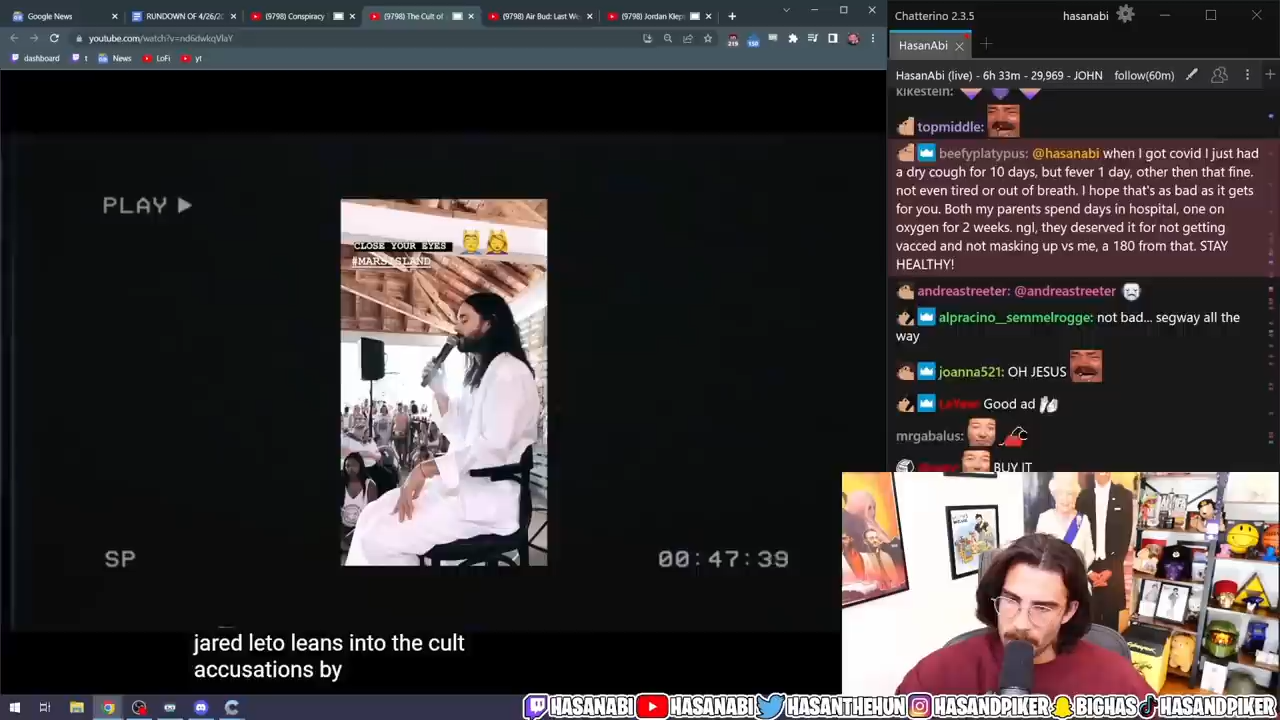 Google News
RUNDOWN OF 4/26/20
(9798) Conspiracy
(9798) The Cult of
(9798) Air Bud: Last We
(9798) Jordan Klep
youtube.com/watch?v=nd6dwkqVlaY
dashboard
t
News
LoFi
yt
PLAY
CLOSE YOUR EYES
#MARSISLAND
SP
00:47:39
jared leto leans into the cult
accusations by
Chatterino 2.3.5
hasanabi
HasanAbi
HasanAbi (live) - 6h 33m - 29,969 - JOHN
follow(60m)
topmiddle:
beefyplatypus: @hasanabi when I got covid I just had
a dry cough for 10 days, but fever 1 day, other then that fine.
not even tired or out of breath. I hope that's as bad as it gets
for you. Both my parents spend days in hospital, one on
oxygen for 2 weeks. ngl, they deserved it for not getting
vacced and not masking up vs me, a 180 from that. STAY
HEALTHY!
andreastreeter: @andreastreeter
alpracino__semmelrogge: not bad... segway all the
way
joanna521: OH JESUS
Good ad
mrgabalus:
BUY IT
HASANABI
HASANABI
HASANTHEHUN
HASANDPIKER
BIGHAS
HASANDPIKER